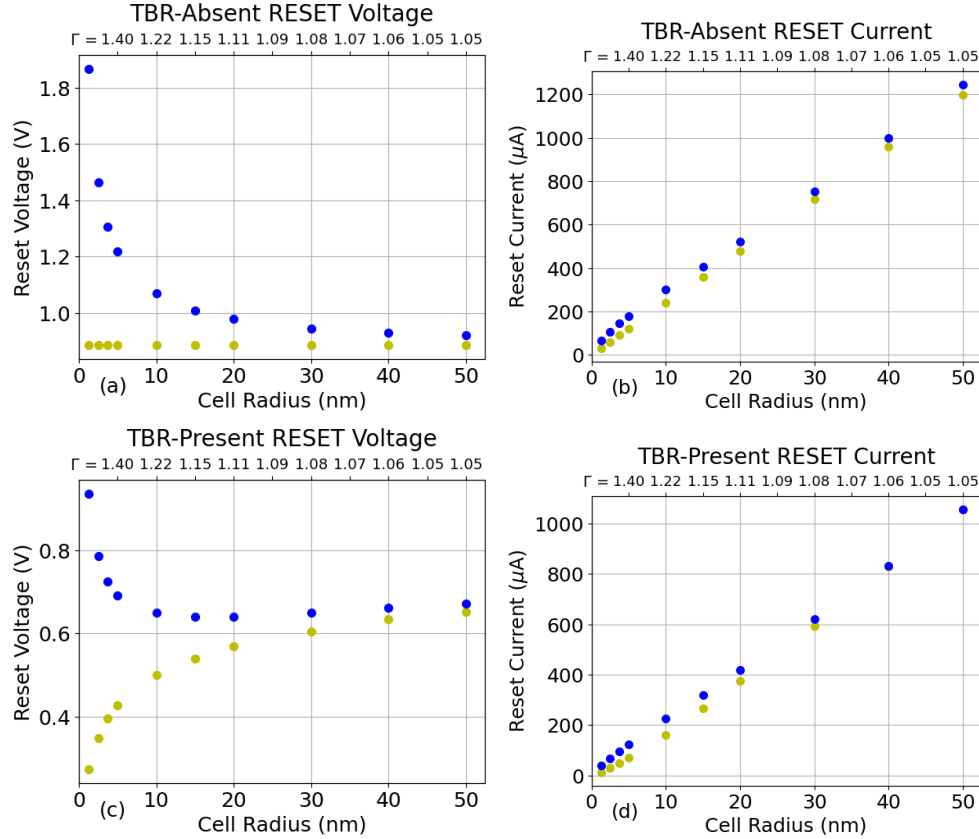 TBR-Absent RESET Voltage
Γ = 1.40 1.22 1.15 1.11 1.09 1.08 1.07 1.06 1.05 1.05
Reset Voltage (V)
1.8
1.6
1.4
1.2
1.0
0 10 20 30 40 50
(a)
Cell Radius (nm)
TBR-Absent RESET Current
Γ = 1.40 1.22 1.15 1.11 1.09 1.08 1.07 1.06 1.05 1.05
Reset Current (μA)
1200
1000
800
600
400
200
0
0 10 20 30 40 50
(b)
Cell Radius (nm)
TBR-Present RESET Voltage
Γ = 1.40 1.22 1.15 1.11 1.09 1.08 1.07 1.06 1.05 1.05
Reset Voltage (V)
0.8
0.6
0.4
0 10 20 30 40 50
(c)
Cell Radius (nm)
TBR-Present RESET Current
Γ = 1.40 1.22 1.15 1.11 1.09 1.08 1.07 1.06 1.05 1.05
Reset Current (μA)
1000
800
600
400
200
0
0 10 20 30 40 50
(d)
Cell Radius (nm)